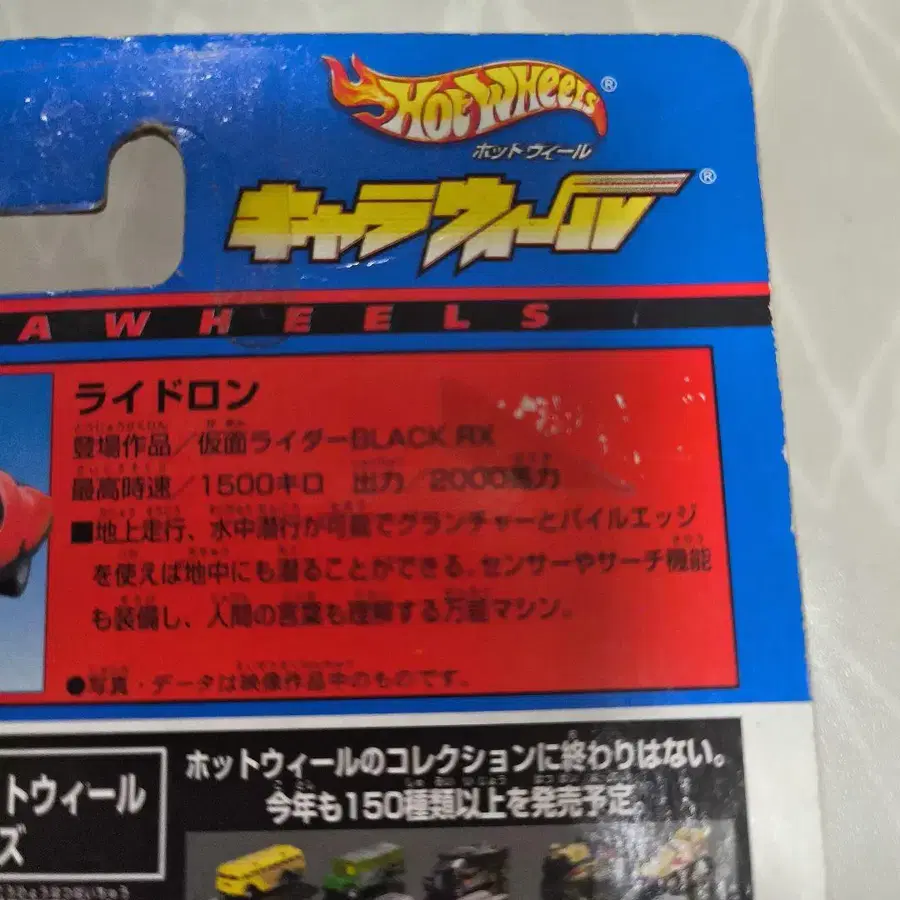 HOT WHEELS®
ホットウィール
キャラウィール®
AWHEELS
ライドロン
登場作品/仮面ライダーBLACK RX
最高時速/1500キロ 出力/2000馬力
■地上走行、水中潜行が可能でグランチャーとパイルエッジ
を使えば地中にも潜ることができる。センサーやサーチ機能
も装備し、人間の言葉も理解する万能マシン。
●写真・データは映像作品中のものです。
ホットウィールのコレクションに終わりはない。
今年も150種類以上を発売予定。
トウィール
ズ